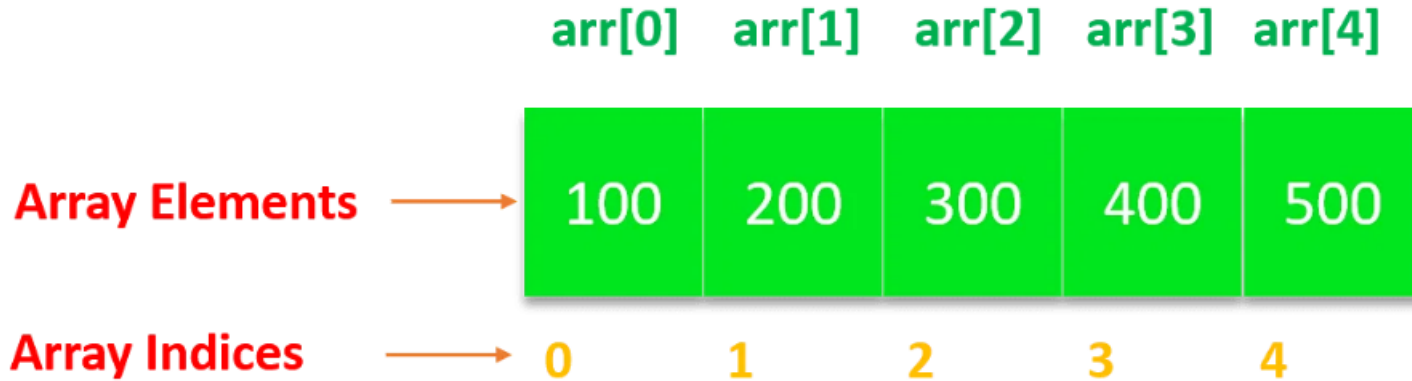 arr[0] arr[1] arr[2] arr[3] arr[4]
Array Elements 100 200 300 400 500
Array Indices 0 1 2 3 4